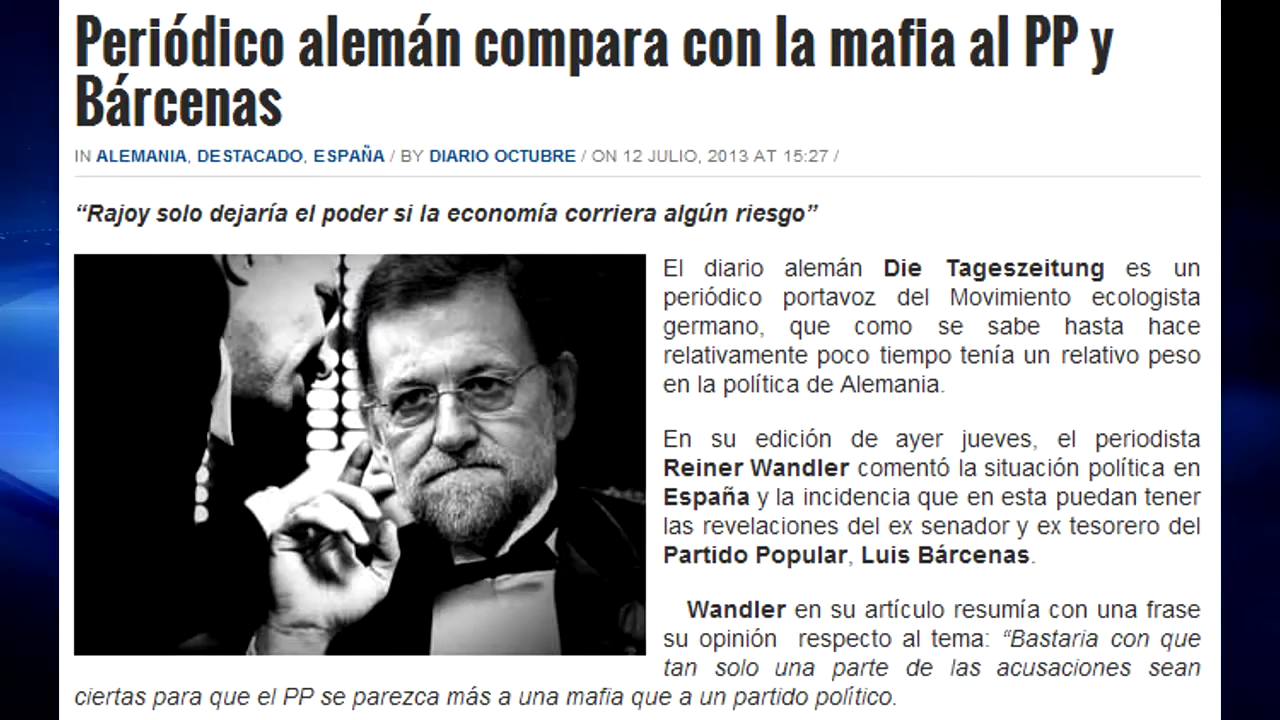 Periódico alemán compara con la mafia al PP y
Bárcenas
IN ALEMANIA, DESTACADO, ESPAÑA / BY DIARIO OCTUBRE / ON 12 JULIO, 2013 AT 15:27 /
“Rajoy solo dejaría el poder si la economía corriera algún riesgo”
El diario alemán Die Tageszeitung es un
periódico portavoz del Movimiento ecologista
germano, que como se sabe hasta hace
relativamente poco tiempo tenía un relativo peso
en la política de Alemania.
En su edición de ayer jueves, el periodista
Reiner Wandler comentó la situación política en
España y la incidencia que en esta puedan tener
las revelaciones del ex senador y ex tesorero del
Partido Popular, Luis Bárcenas.
Wandler en su artículo resumía con una frase
su opinión respecto al tema: “Bastaria con que
tan solo una parte de las acusaciones sean
ciertas para que el PP se parezca más a una mafia que a un partido político.